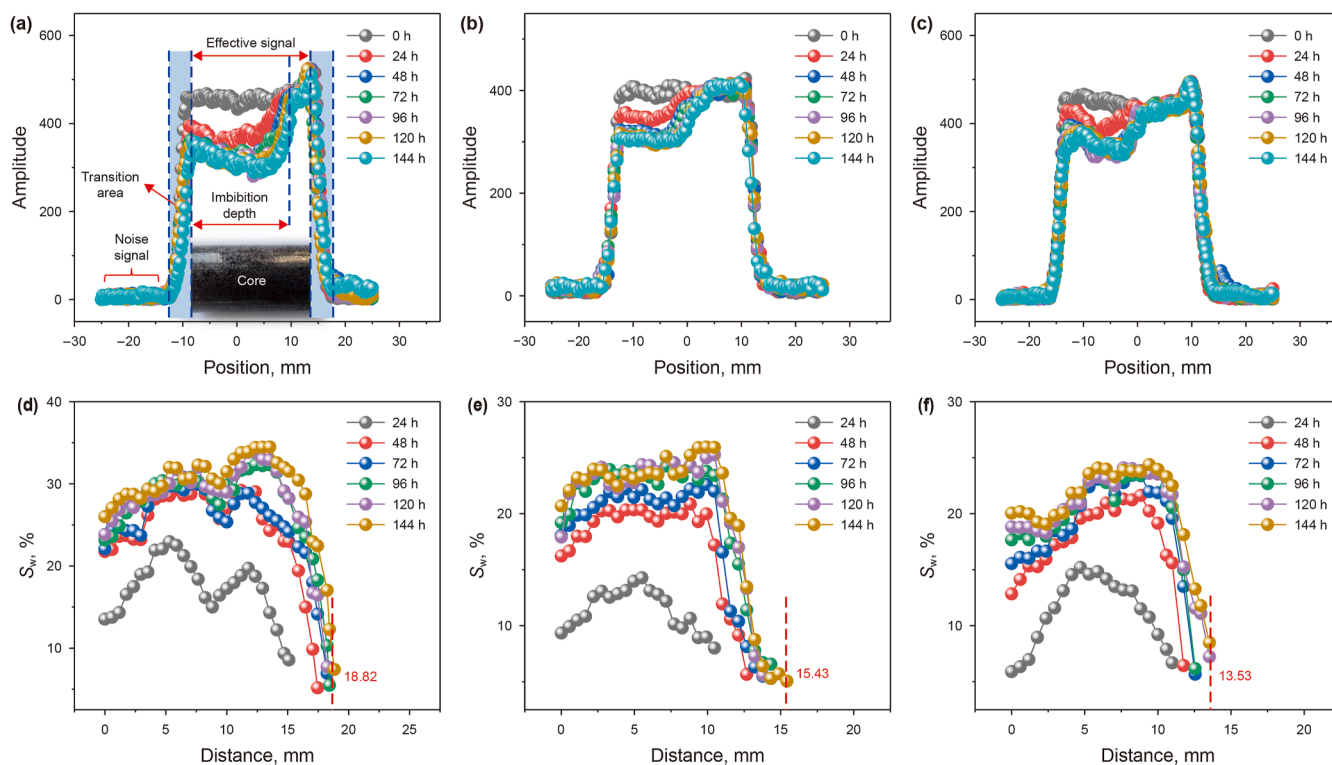 (a)
600
400
200
0
Amplitude
Effective signal
Transition
area
Noise
signal
Imbibition
depth
Core
0 h
24 h
48 h
72 h
96 h
120 h
144 h
−30 −20 −10 0 10 20 30
Position, mm
(b)
400
200
0
Amplitude
0 h
24 h
48 h
72 h
96 h
120 h
144 h
−30 −20 −10 0 10 20 30
Position, mm
(c)
600
400
200
0
Amplitude
0 h
24 h
48 h
72 h
96 h
120 h
144 h
−30 −20 −10 0 10 20 30
Position, mm
(d)
40
30
20
10
Sw, %
24 h
48 h
72 h
96 h
120 h
144 h
18.82
0 5 10 15 20 25
Distance, mm
(e)
30
20
10
Sw, %
24 h
48 h
72 h
96 h
120 h
144 h
15.43
0 5 10 15 20
Distance, mm
(f)
30
20
10
Sw, %
24 h
48 h
72 h
96 h
120 h
144 h
13.53
0 5 10 15 20
Distance, mm